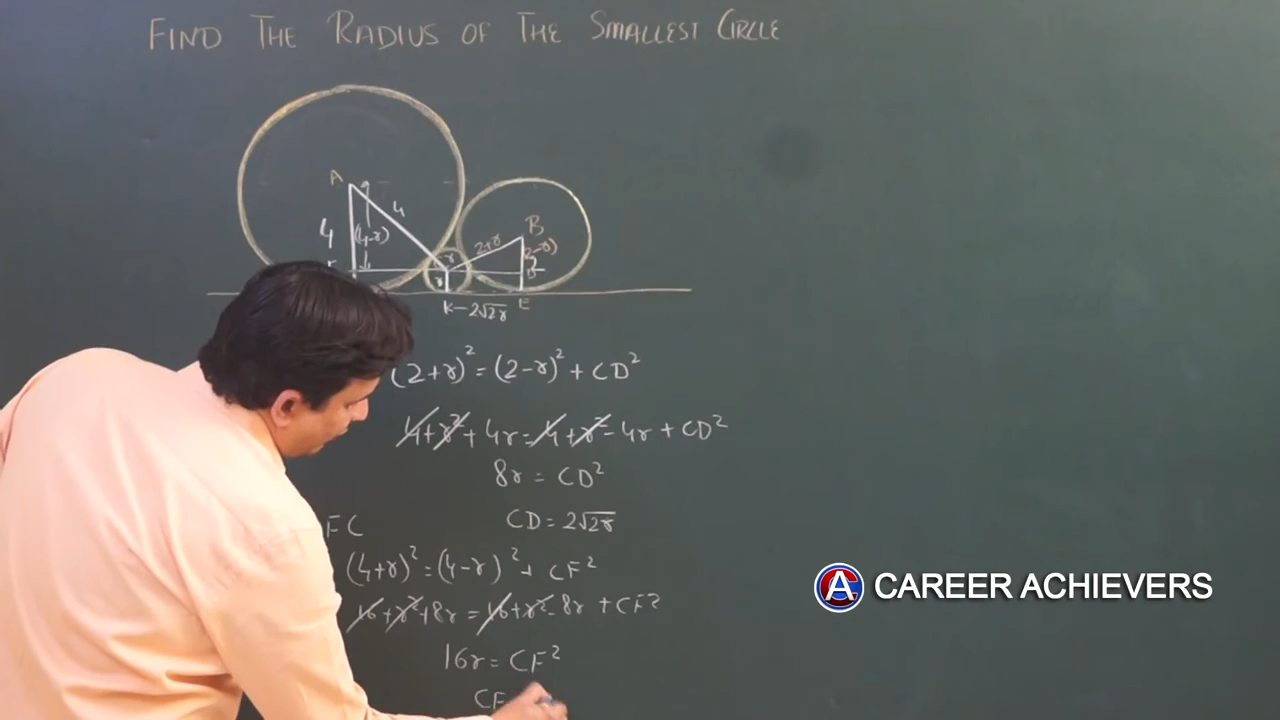 FIND THE RADIUS OF THE SMALLEST CIRCLE
A
4
4
(4-r)
B
2+r
(2-r)
r
r
D
K-2√2r E
(2+r)² = (2-r)² + CD²
4+r²+4r = 4+r²-4r + CD²
8r = CD²
FC
CD = 2√2r
(4+r)² = (4-r)² + CF²
16+r²+8r = 16+r²-8r + CF²
16r = CF²
CF
CAREER ACHIEVERS